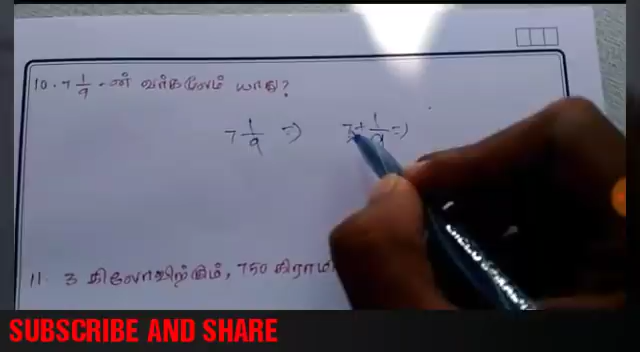 10. 7 1/9 -ன் வர்கமூலம் யாது?
7 1/9 => 7 + 1/9 =>
11. 3 கிலோவிற்கும், 750 கிராமி
SUBSCRIBE AND SHARE